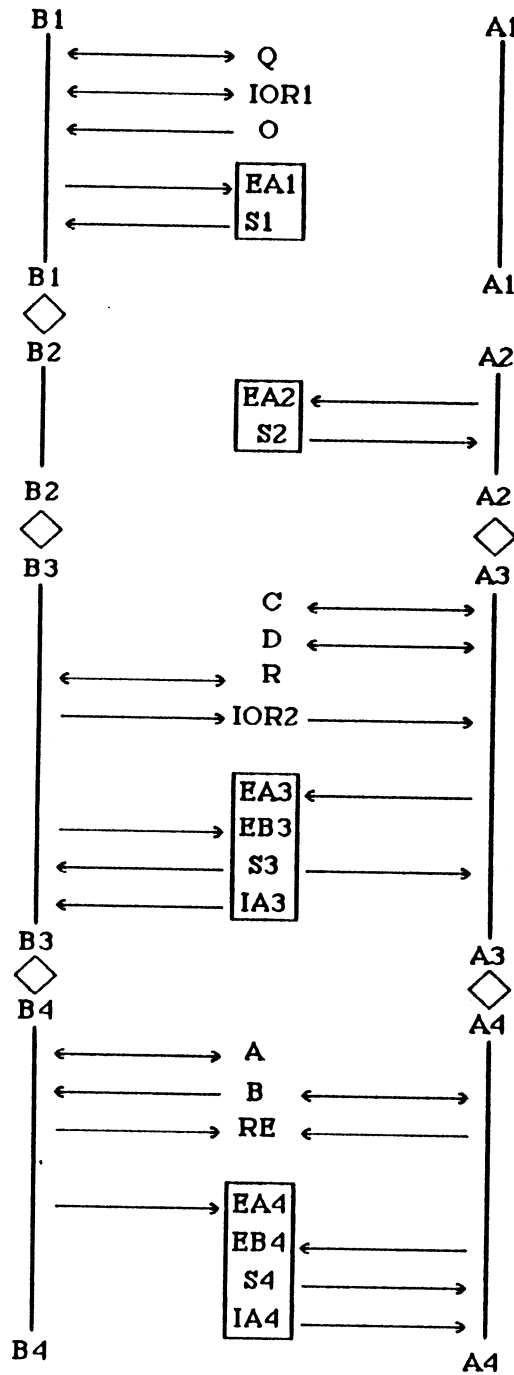 B1 A1
Q
IOR1
O
EA1
S1
B1 A1
B2 A2
EA2
S2
B2 A2
B3 A3
C
D
R
IOR2
EA3
EB3
S3
IA3
B3 A3
B4 A4
A
B
RE
EA4
EB4
S4
IA4
B4 A4